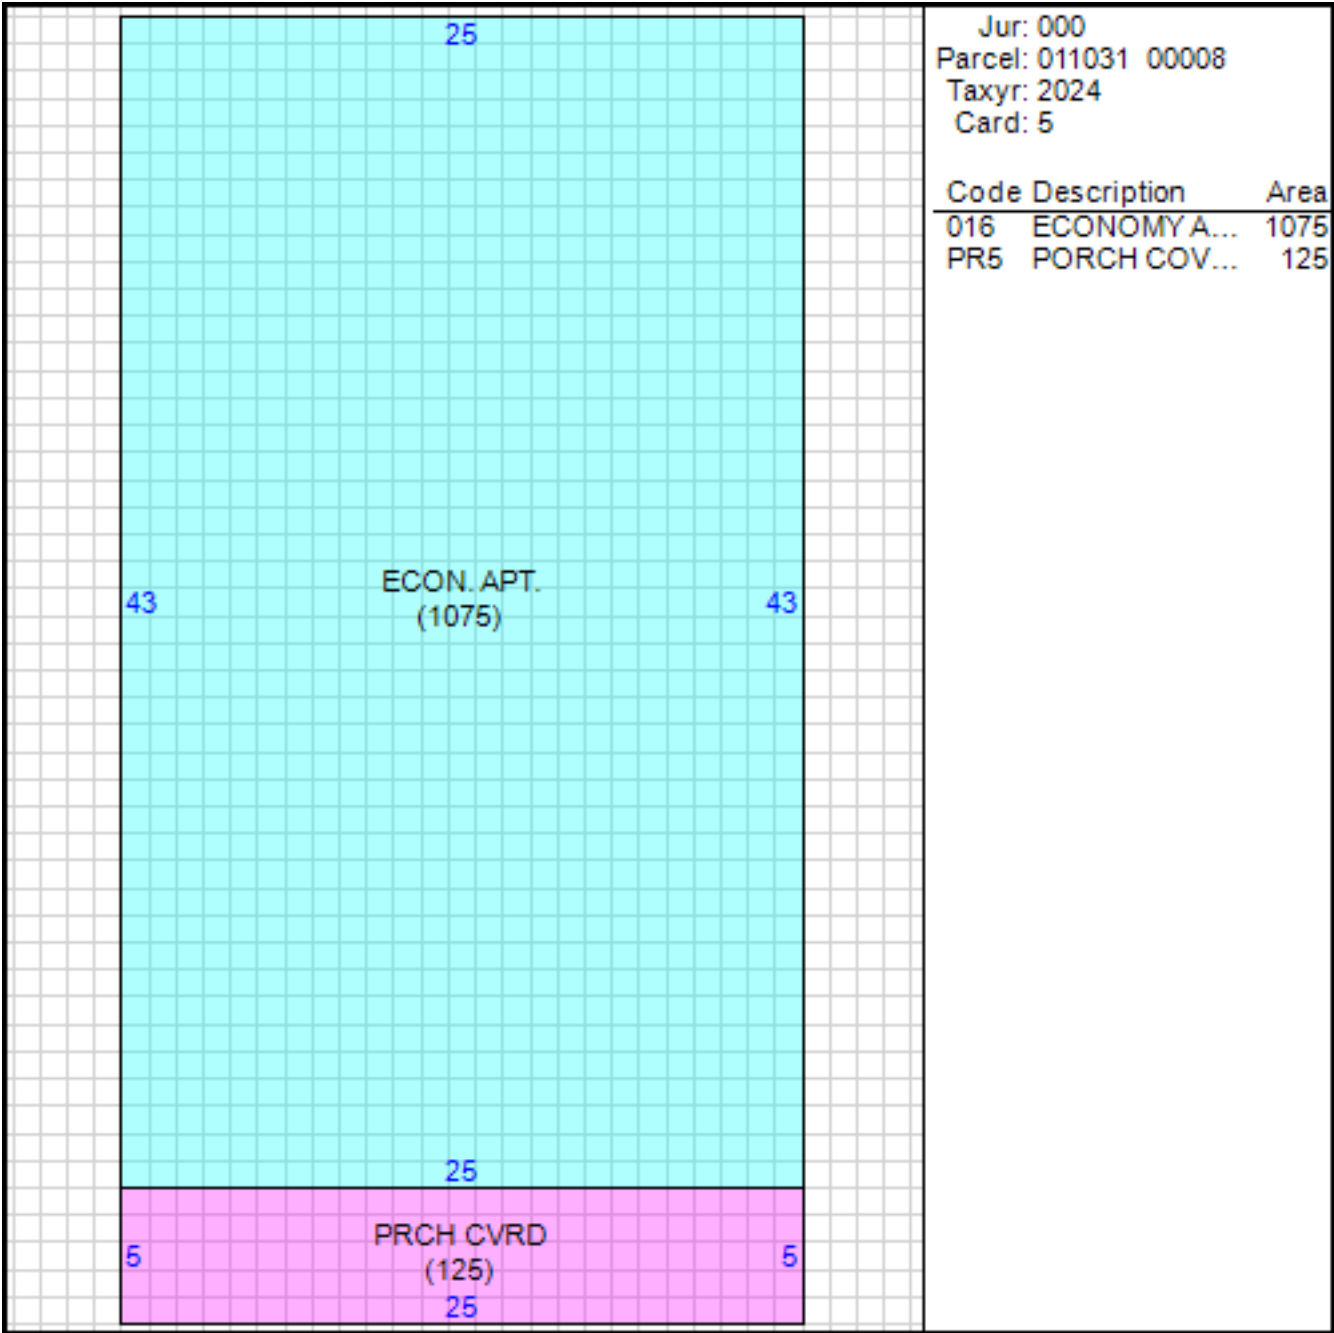 25
43
ECON. APT.
(1075)
43
25
PRCH CVRD
5
(125)
5
25
Jur: 000
Parcel: 011031 00008
Taxyr: 2024
Card: 5
Code Description Area
016 ECONOMY A... 1075
PR5 PORCH COV... 125